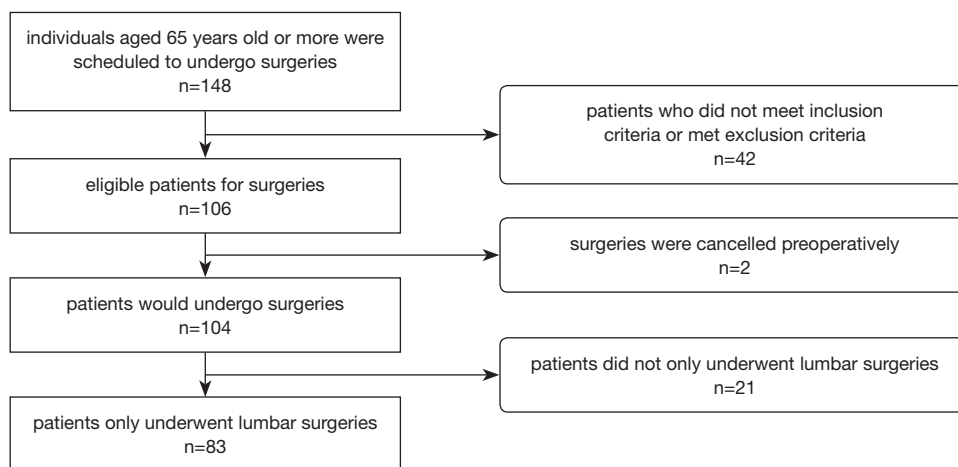 individuals aged 65 years old or more were
scheduled to undergo surgeries
n=148
patients who did not meet inclusion
criteria or met exclusion criteria
n=42
eligible patients for surgeries
n=106
surgeries were cancelled preoperatively
n=2
patients would undergo surgeries
n=104
patients did not only underwent lumbar surgeries
n=21
patients only underwent lumbar surgeries
n=83